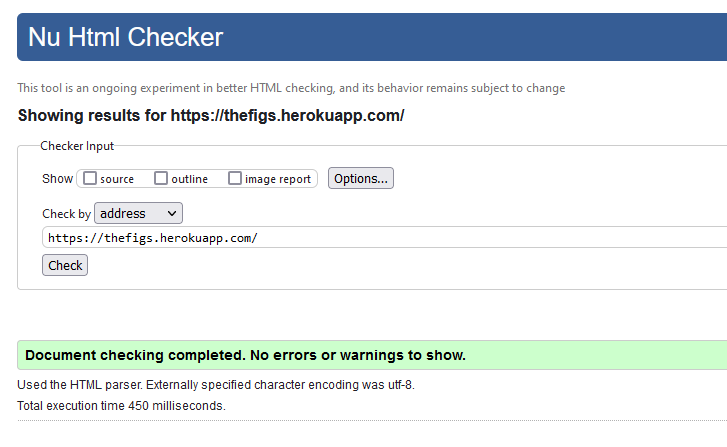 Nu Html Checker
This tool is an ongoing experiment in better HTML checking, and its behavior remains subject to change
Showing results for https://thefigs.herokuapp.com/
Checker Input
Show source outline image report Options...
Check by address
https://thefigs.herokuapp.com/
Check
Document checking completed. No errors or warnings to show.
Used the HTML parser. Externally specified character encoding was utf-8.
Total execution time 450 milliseconds.